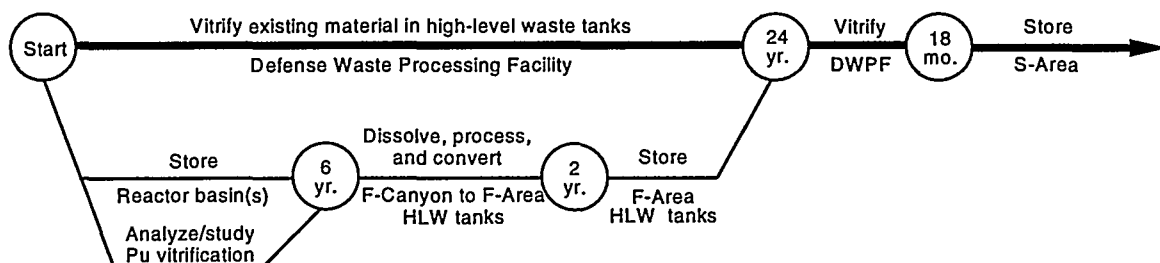 Vitrify existing material in high-level waste tanks
Start
Defense Waste Processing Facility
24
yr.
Vitrify
DWPF
18
mo.
Store
S-Area
Store
Reactor basin(s)
6
yr.
Dissolve, process,
and convert
F-Canyon to F-Area
HLW tanks
2
yr.
Store
F-Area
HLW tanks
Analyze/study
Pu vitrification